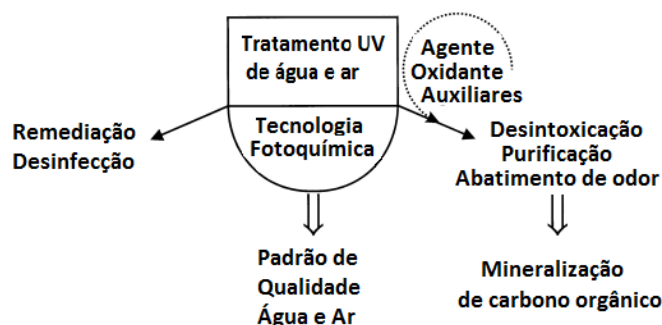 Tratamento UV
de água e ar
Agente
Oxidante
Auxiliares
Remediação
Desinfecção
Tecnologia
Fotoquímica
Desintoxicação
Purificação
Abatimento de odor
Padrão de
Qualidade
Água e Ar
Mineralização
de carbono orgânico